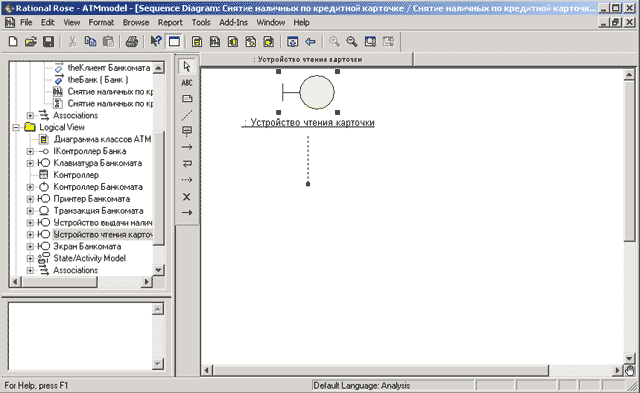 Rational Rose - ATMmodel - [Sequence Diagram: Снятие наличных по кредитной карточке / Снятие наличных по кредитной карточк...
File Edit View Format Browse Report Query Tools Add-Ins Window Help
theКлиент Банкомата
theБанк ( Банк )
Снятие наличных по кр
Снятие наличных по кр
Associations
Logical View
Диаграмма классов ATM
IКонтроллер Банка
Клавиатура Банкомата
Контроллер
Контроллер Банкомата
Принтер Банкомата
Транзакция Банкомата
Устройство выдачи налич
Устройство чтения карточ
Экран Банкомата
State/Activity Model
Associations
ABC
: Устройство чтения карточки
: Устройство чтения карточки
For Help, press F1
Default Language: Analysis